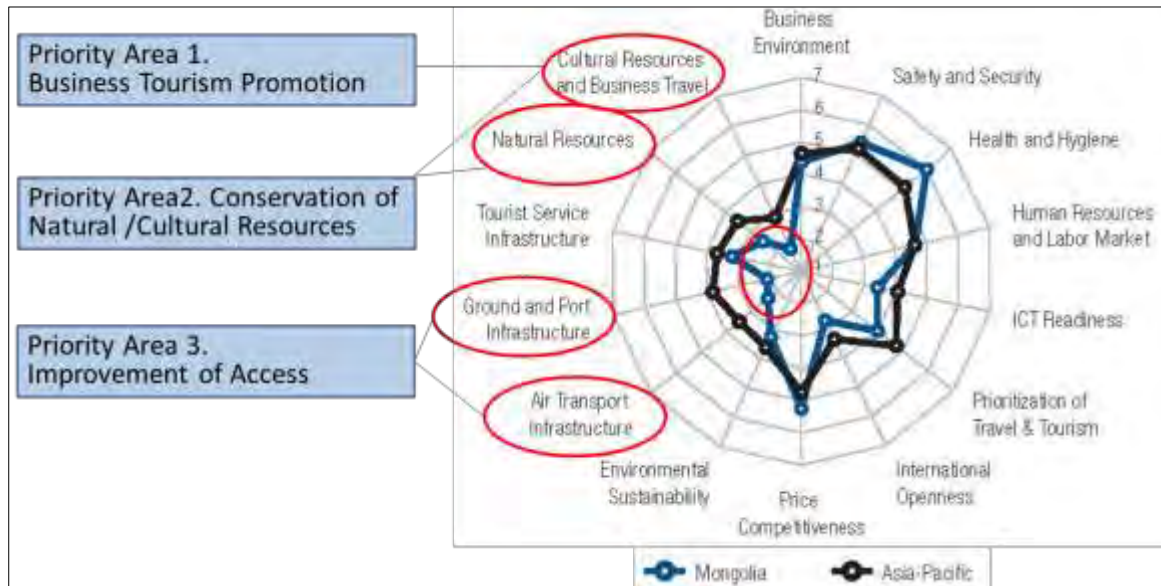 Priority Area 1.
Business Tourism Promotion
Priority Area2. Conservation of
Natural /Cultural Resources
Priority Area 3.
Improvement of Access
Business
Environment
Safety and Security
Health and Hygiene
Human Resources
and Labor Market
ICT Readiness
Prioritization of
Travel & Tourism
International
Openness
Price
Competitiveness
Environmental
Sustainability
Air Transport
Infrastructure
Ground and Port
Infrastructure
Tourist Service
Infrastructure
Natural Resources
Cultural Resources
and Business Travel
7
6
5
4
3
2
1
Mongolia
Asia-Pacific